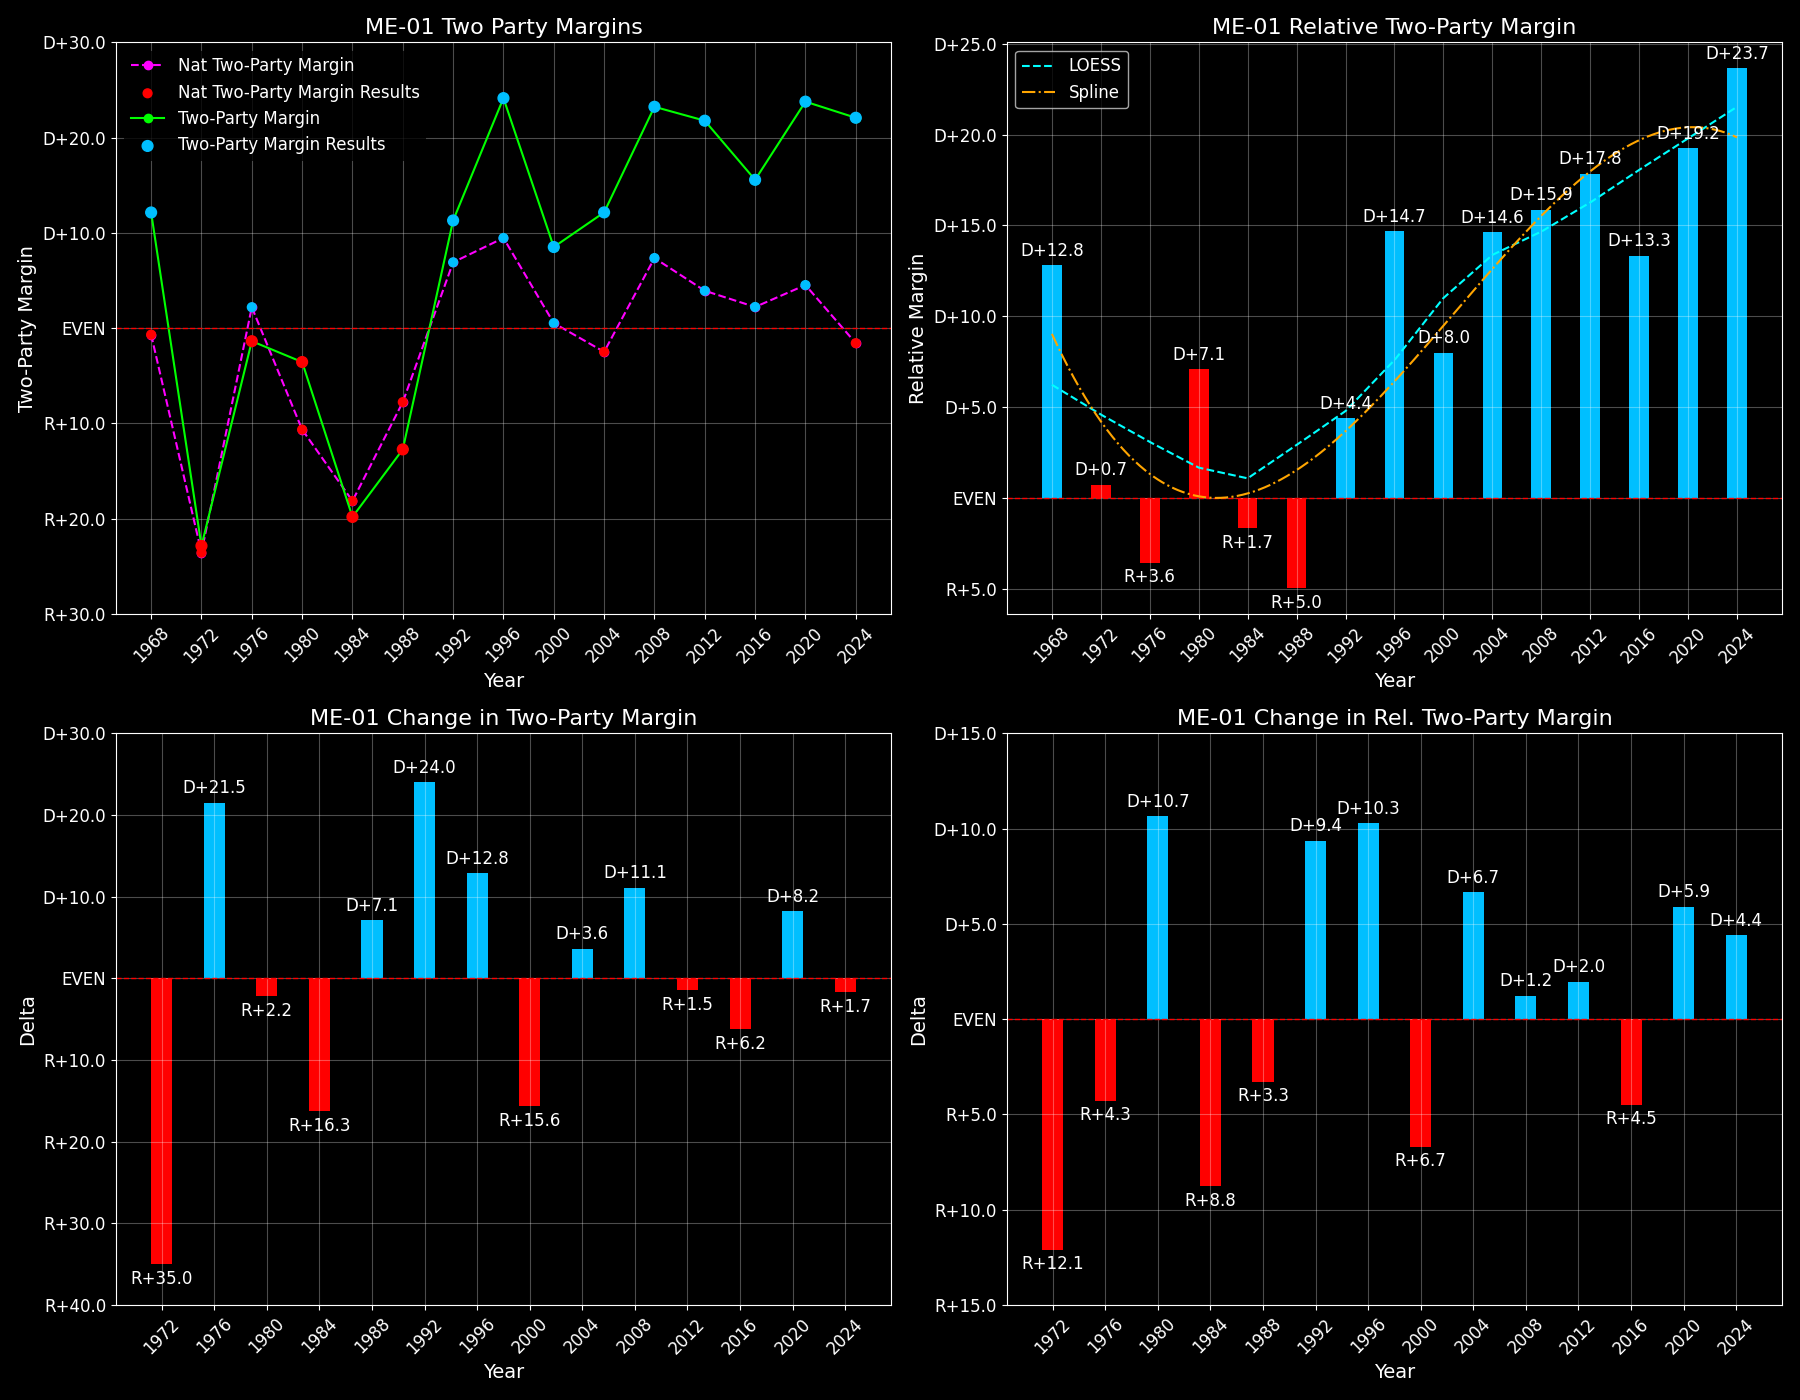 ME-01 Two Party Margins
D+30.0
D+20.0
D+10.0
EVEN
R+10.0
R+20.0
R+30.0
Two-Party Margin
Nat Two-Party Margin
Nat Two-Party Margin Results
Two-Party Margin
Two-Party Margin Results
1968
1972
1976
1980
1984
1988
1992
1996
2000
2004
2008
2012
2016
2020
2024
Year
ME-01 Relative Two-Party Margin
D+25.0
D+20.0
D+15.0
D+10.0
D+5.0
EVEN
R+5.0
Relative Margin
LOESS
Spline
D+12.8
D+0.7
R+3.6
D+7.1
R+1.7
R+5.0
D+4.4
D+14.7
D+8.0
D+14.6
D+15.9
D+17.8
D+13.3
D+19.2
D+23.7
1968
1972
1976
1980
1984
1988
1992
1996
2000
2004
2008
2012
2016
2020
2024
Year
ME-01 Change in Two-Party Margin
D+30.0
D+20.0
D+10.0
EVEN
R+10.0
R+20.0
R+30.0
R+40.0
Delta
R+35.0
D+21.5
R+2.2
R+16.3
D+7.1
D+24.0
D+12.8
R+15.6
D+3.6
D+11.1
R+1.5
R+6.2
D+8.2
R+1.7
1972
1976
1980
1984
1988
1992
1996
2000
2004
2008
2012
2016
2020
2024
Year
ME-01 Change in Rel. Two-Party Margin
D+15.0
D+10.0
D+5.0
EVEN
R+5.0
R+10.0
R+15.0
Delta
R+12.1
R+4.3
D+10.7
R+8.8
R+3.3
D+9.4
D+10.3
R+6.7
D+6.7
D+1.2
D+2.0
R+4.5
D+5.9
D+4.4
1972
1976
1980
1984
1988
1992
1996
2000
2004
2008
2012
2016
2020
2024
Year